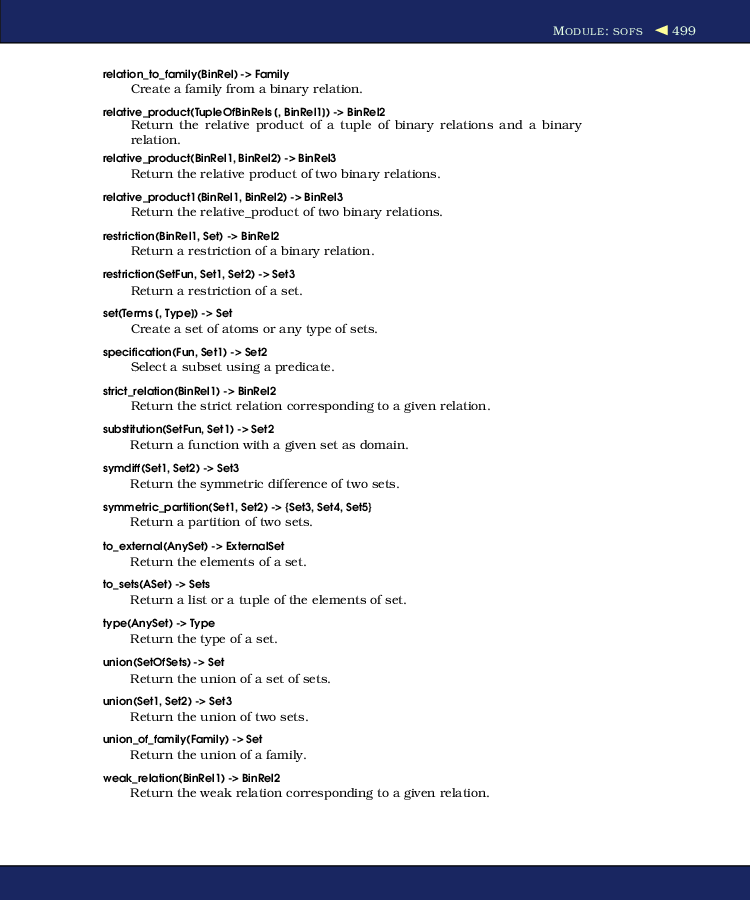 MODULE: SOFS ◀ 499
relation_to_family(BinRel) -> Family
Create a family from a binary relation.
relative_product(TupleOfBinRels [, BinRel1]) -> BinRel2
Return the relative product of a tuple of binary relations and a binary
relation.
relative_product(BinRel1, BinRel2) -> BinRel3
Return the relative product of two binary relations.
relative_product1(BinRel1, BinRel2) -> BinRel3
Return the relative_product of two binary relations.
restriction(BinRel1, Set) -> BinRel2
Return a restriction of a binary relation.
restriction(SetFun, Set1, Set2) -> Set3
Return a restriction of a set.
set(Terms [, Type]) -> Set
Create a set of atoms or any type of sets.
specification(Fun, Set1) -> Set2
Select a subset using a predicate.
strict_relation(BinRel1) -> BinRel2
Return the strict relation corresponding to a given relation.
substitution(SetFun, Set1) -> Set2
Return a function with a given set as domain.
symdiff(Set1, Set2) -> Set3
Return the symmetric difference of two sets.
symmetric_partition(Set1, Set2) -> {Set3, Set4, Set5}
Return a partition of two sets.
to_external(AnySet) -> ExternalSet
Return the elements of a set.
to_sets(ASet) -> Sets
Return a list or a tuple of the elements of set.
type(AnySet) -> Type
Return the type of a set.
union(SetOfSets) -> Set
Return the union of a set of sets.
union(Set1, Set2) -> Set3
Return the union of two sets.
union_of_family(Family) -> Set
Return the union of a family.
weak_relation(BinRel1) -> BinRel2
Return the weak relation corresponding to a given relation.